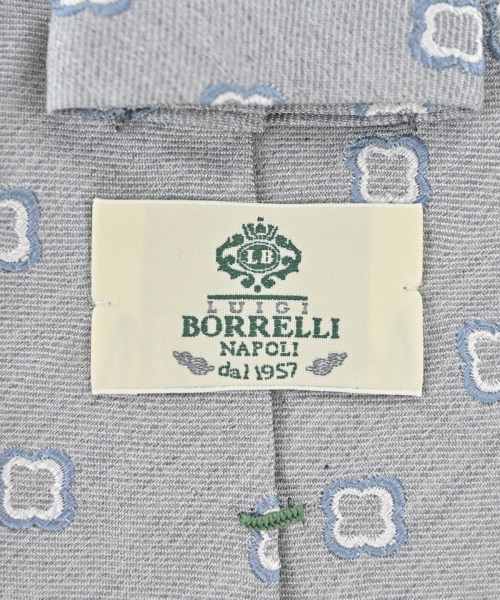 LB
LUIGI
BORRELLI
NAPOLI
dal 1957